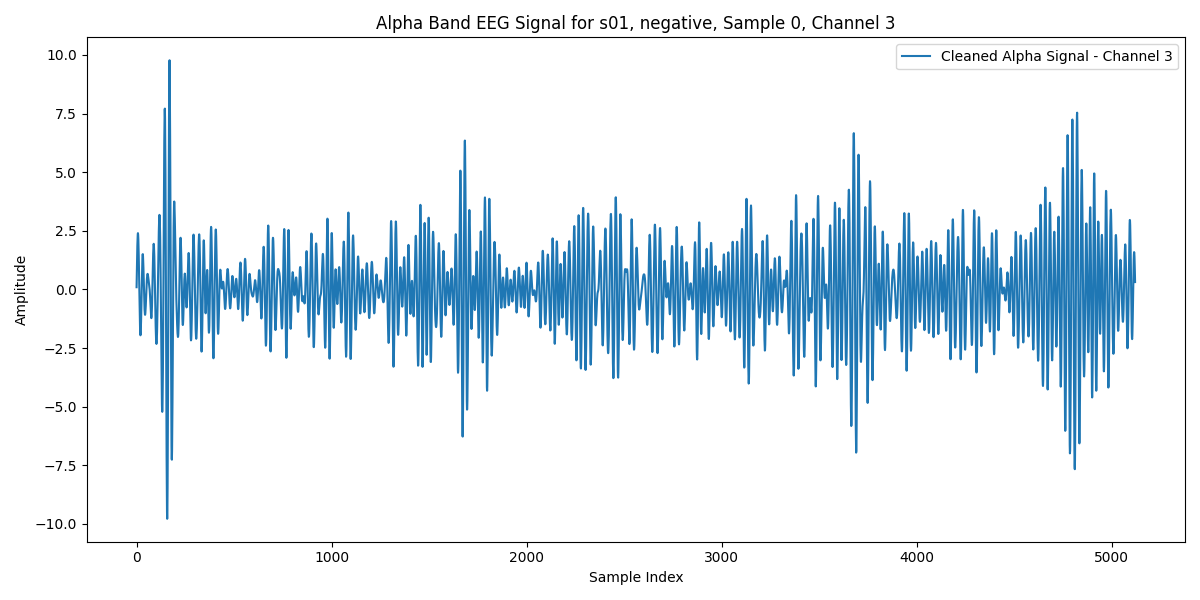 Alpha Band EEG Signal for s01, negative, Sample 0, Channel 3
Cleaned Alpha Signal - Channel 3
10.0
7.5
5.0
2.5
0.0
−2.5
−5.0
−7.5
−10.0
Amplitude
0 1000 2000 3000 4000 5000
Sample Index